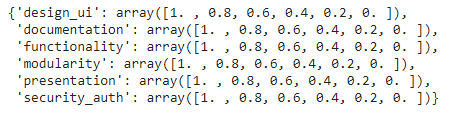 {'design_ui': array([1. , 0.8, 0.6, 0.4, 0.2, 0. ]),
 'documentation': array([1. , 0.8, 0.6, 0.4, 0.2, 0. ]),
 'functionality': array([1. , 0.8, 0.6, 0.4, 0.2, 0. ]),
 'modularity': array([1. , 0.8, 0.6, 0.4, 0.2, 0. ]),
 'presentation': array([1. , 0.8, 0.6, 0.4, 0.2, 0. ]),
 'security_auth': array([1. , 0.8, 0.6, 0.4, 0.2, 0. ])}